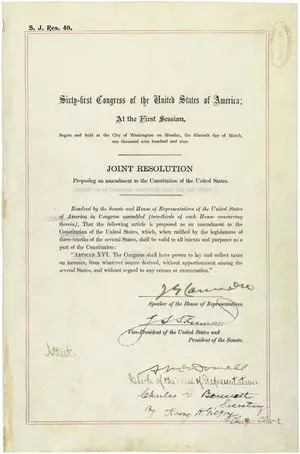 S. J. Res. 40.
Sixty-first Congress of the United States of America;
At the First Session,
Begun and held at the City of Washington on Monday, the fifteenth day of March,
one thousand nine hundred and nine.
JOINT RESOLUTION
Proposing an amendment to the Constitution of the United States.
Resolved by the Senate and House of Representatives of the United States
of America in Congress assembled (two-thirds of each House concurring
therein), That the following article is proposed as an amendment to the
Constitution of the United States, which, when ratified by the legislatures of
three-fourths of the several States, shall be valid to all intents and purposes as a
part of the Constitution:
"ARTICLE XVI. The Congress shall have power to lay and collect taxes
on incomes, from whatever source derived, without apportionment among the
several States, and without regard to any census or enumeration."
J G Cannon
Speaker of the House of Representatives.
J. S. Sherman
Vice-President of the United States and
President of the Senate.
Attest:
A McDowell
Clerk of the House of Representatives.
Charles G. Bennett
Secretary
By Henry H.